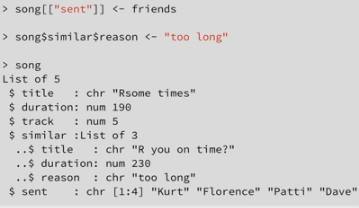 > song[["sent"]] <- friends
> song$similar$reason <- "too long"
> song
List of 5
 $ title   : chr "Rsome times"
 $ duration: num 190
 $ track   : num 5
 $ similar :List of 3
  ..$ title   : chr "R you on time?"
  ..$ duration: num 230
  ..$ reason  : chr "too long"
 $ sent    : chr [1:4] "Kurt" "Florence" "Patti" "Dave"